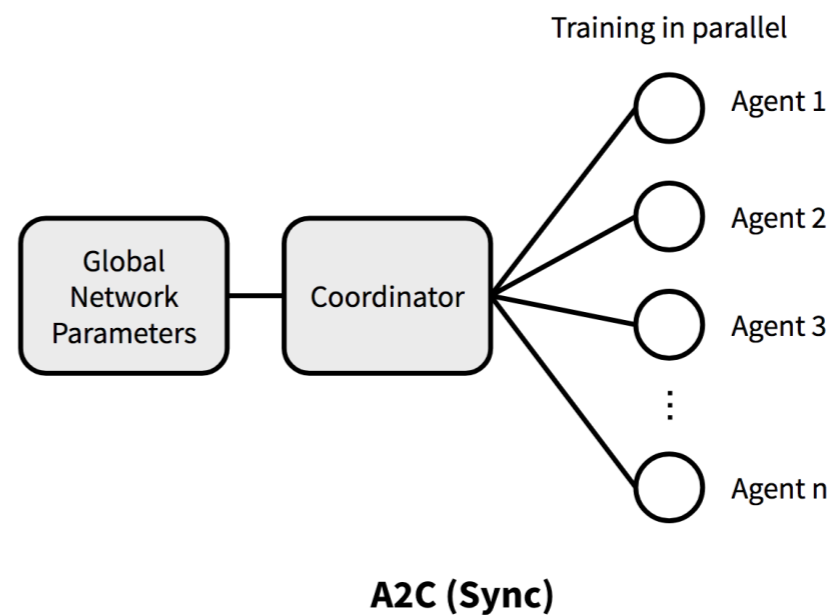 Training in parallel
Agent 1
Agent 2
Global
Network
Parameters
Coordinator
Agent 3
Agent n
A2C (Sync)